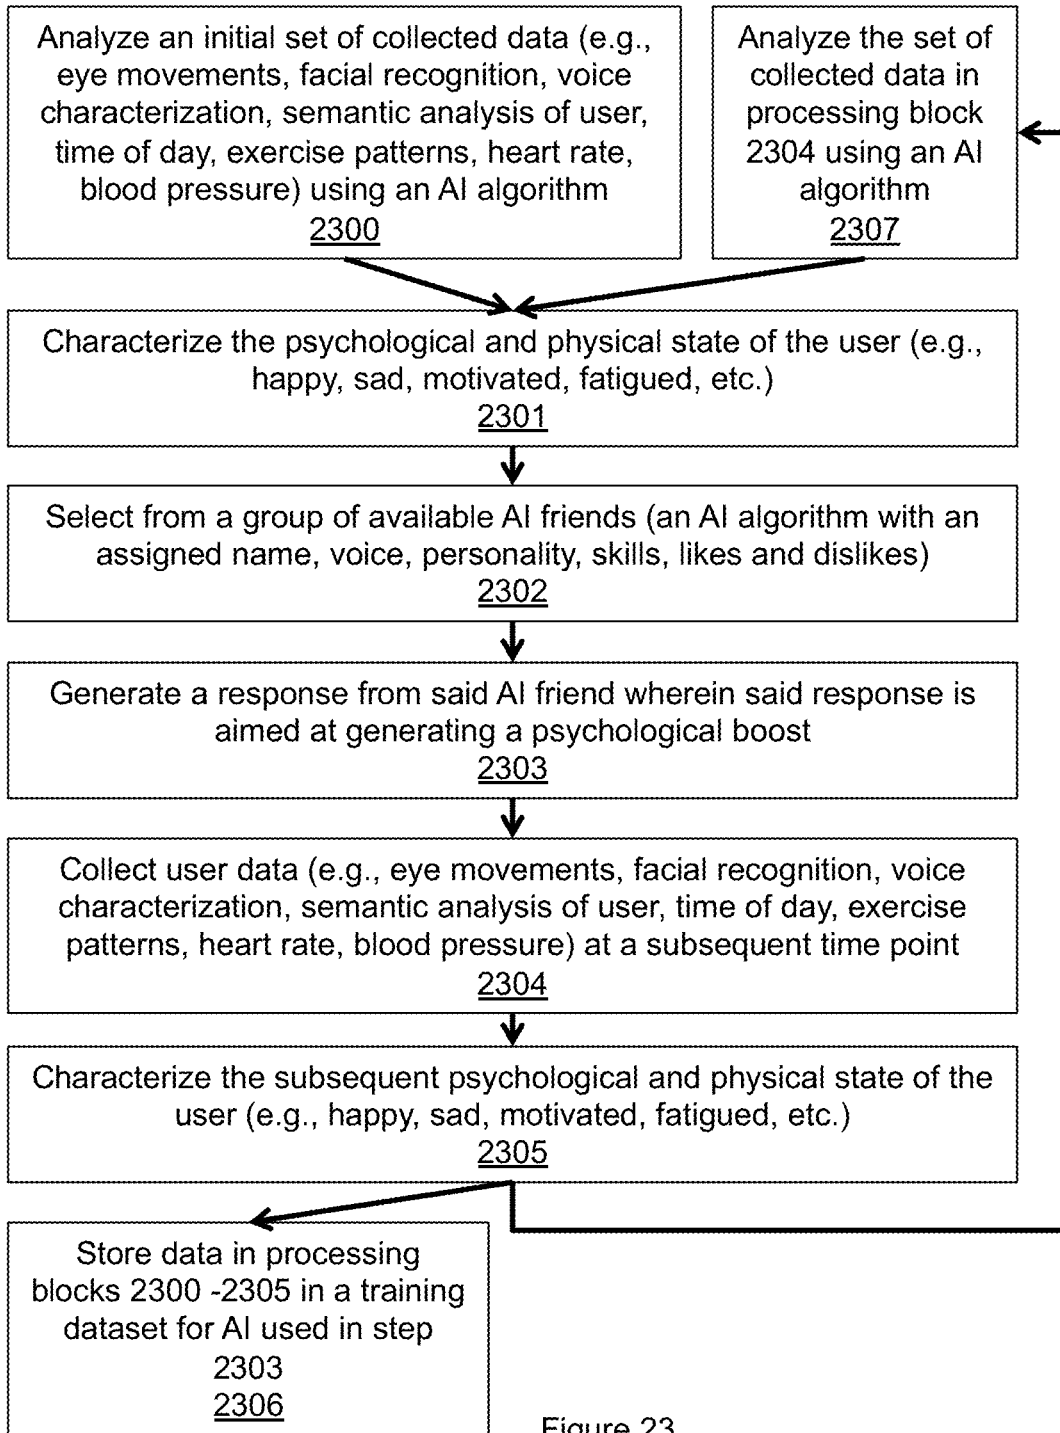 Analyze an initial set of collected data (e.g.,
eye movements, facial recognition, voice
characterization, semantic analysis of user,
time of day, exercise patterns, heart rate,
blood pressure) using an AI algorithm
2300
Analyze the set of
collected data in
processing block
2304 using an AI
algorithm
2307
Characterize the psychological and physical state of the user (e.g.,
happy, sad, motivated, fatigued, etc.)
2301
Select from a group of available AI friends (an AI algorithm with an
assigned name, voice, personality, skills, likes and dislikes)
2302
Generate a response from said AI friend wherein said response is
aimed at generating a psychological boost
2303
Collect user data (e.g., eye movements, facial recognition, voice
characterization, semantic analysis of user, time of day, exercise
patterns, heart rate, blood pressure) at a subsequent time point
2304
Characterize the subsequent psychological and physical state of the
user (e.g., happy, sad, motivated, fatigued, etc.)
2305
Store data in processing
blocks 2300 -2305 in a training
dataset for AI used in step
2303
2306
Figure 23